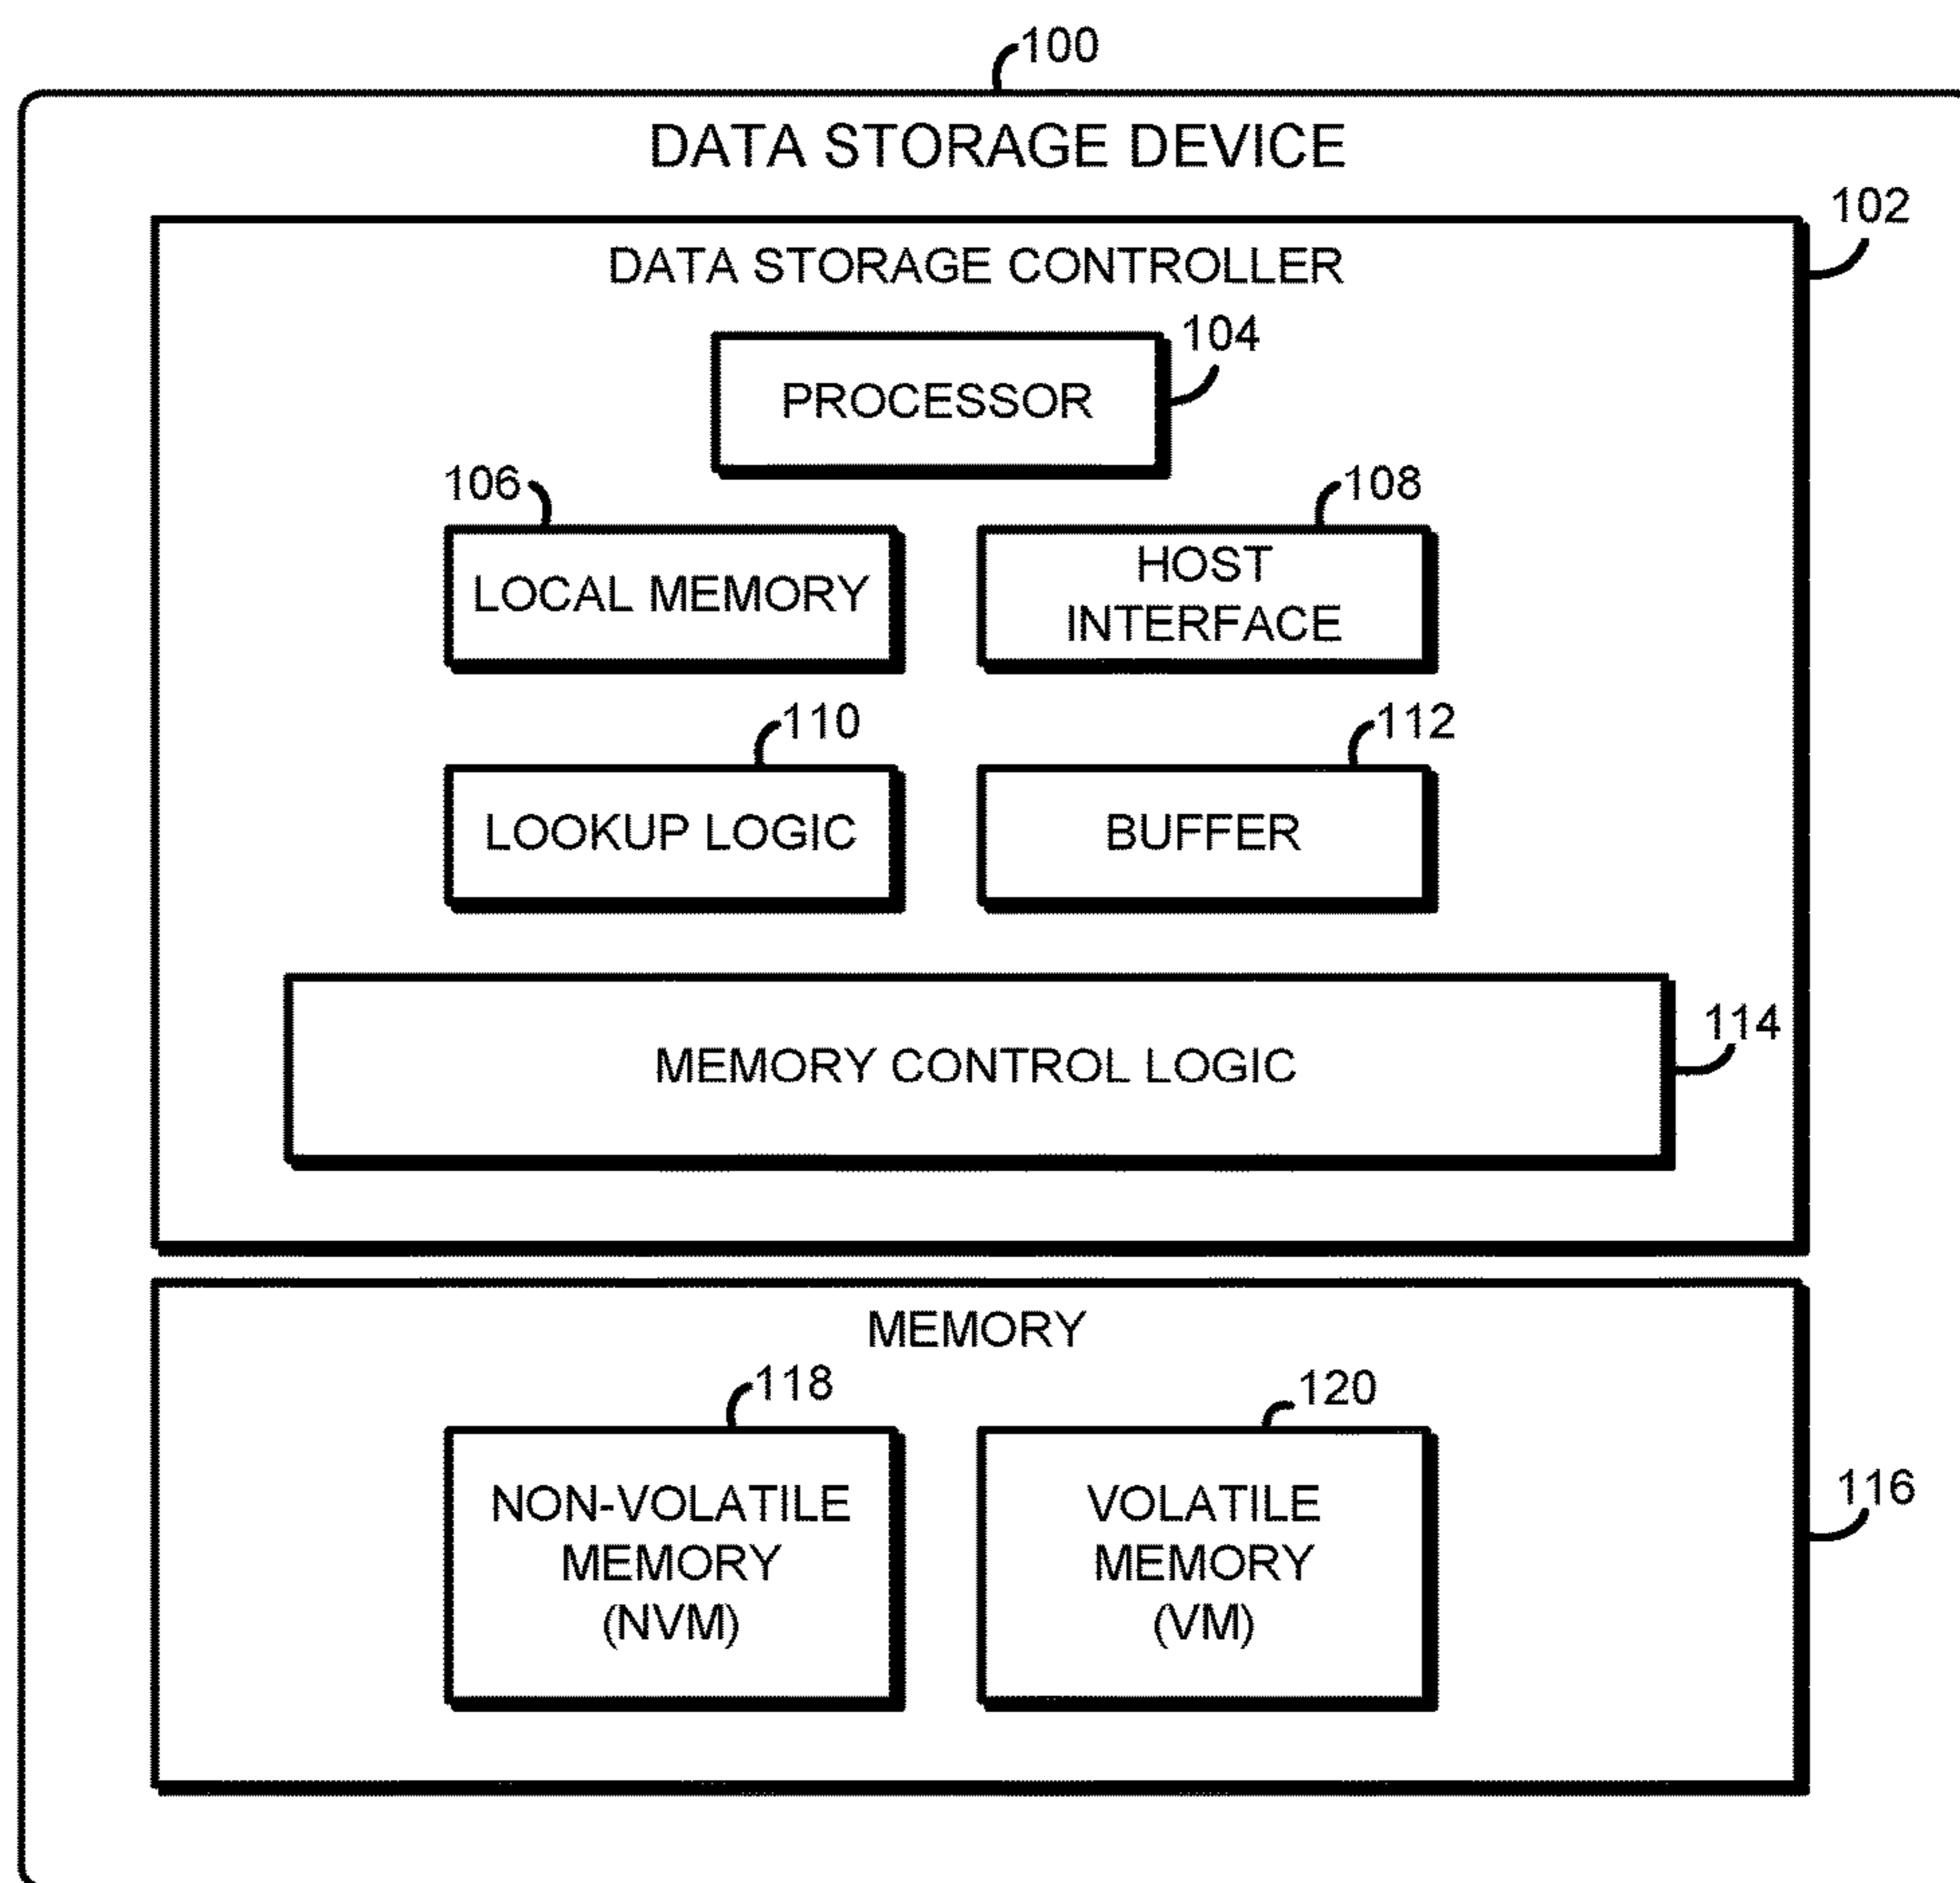 100
DATA STORAGE DEVICE
102
DATA STORAGE CONTROLLER
104
PROCESSOR
106
LOCAL MEMORY
108
HOST
INTERFACE
110
LOOKUP LOGIC
112
BUFFER
114
MEMORY CONTROL LOGIC
MEMORY
118
NON-VOLATILE
MEMORY
(NVM)
120
VOLATILE
MEMORY
(VM)
116